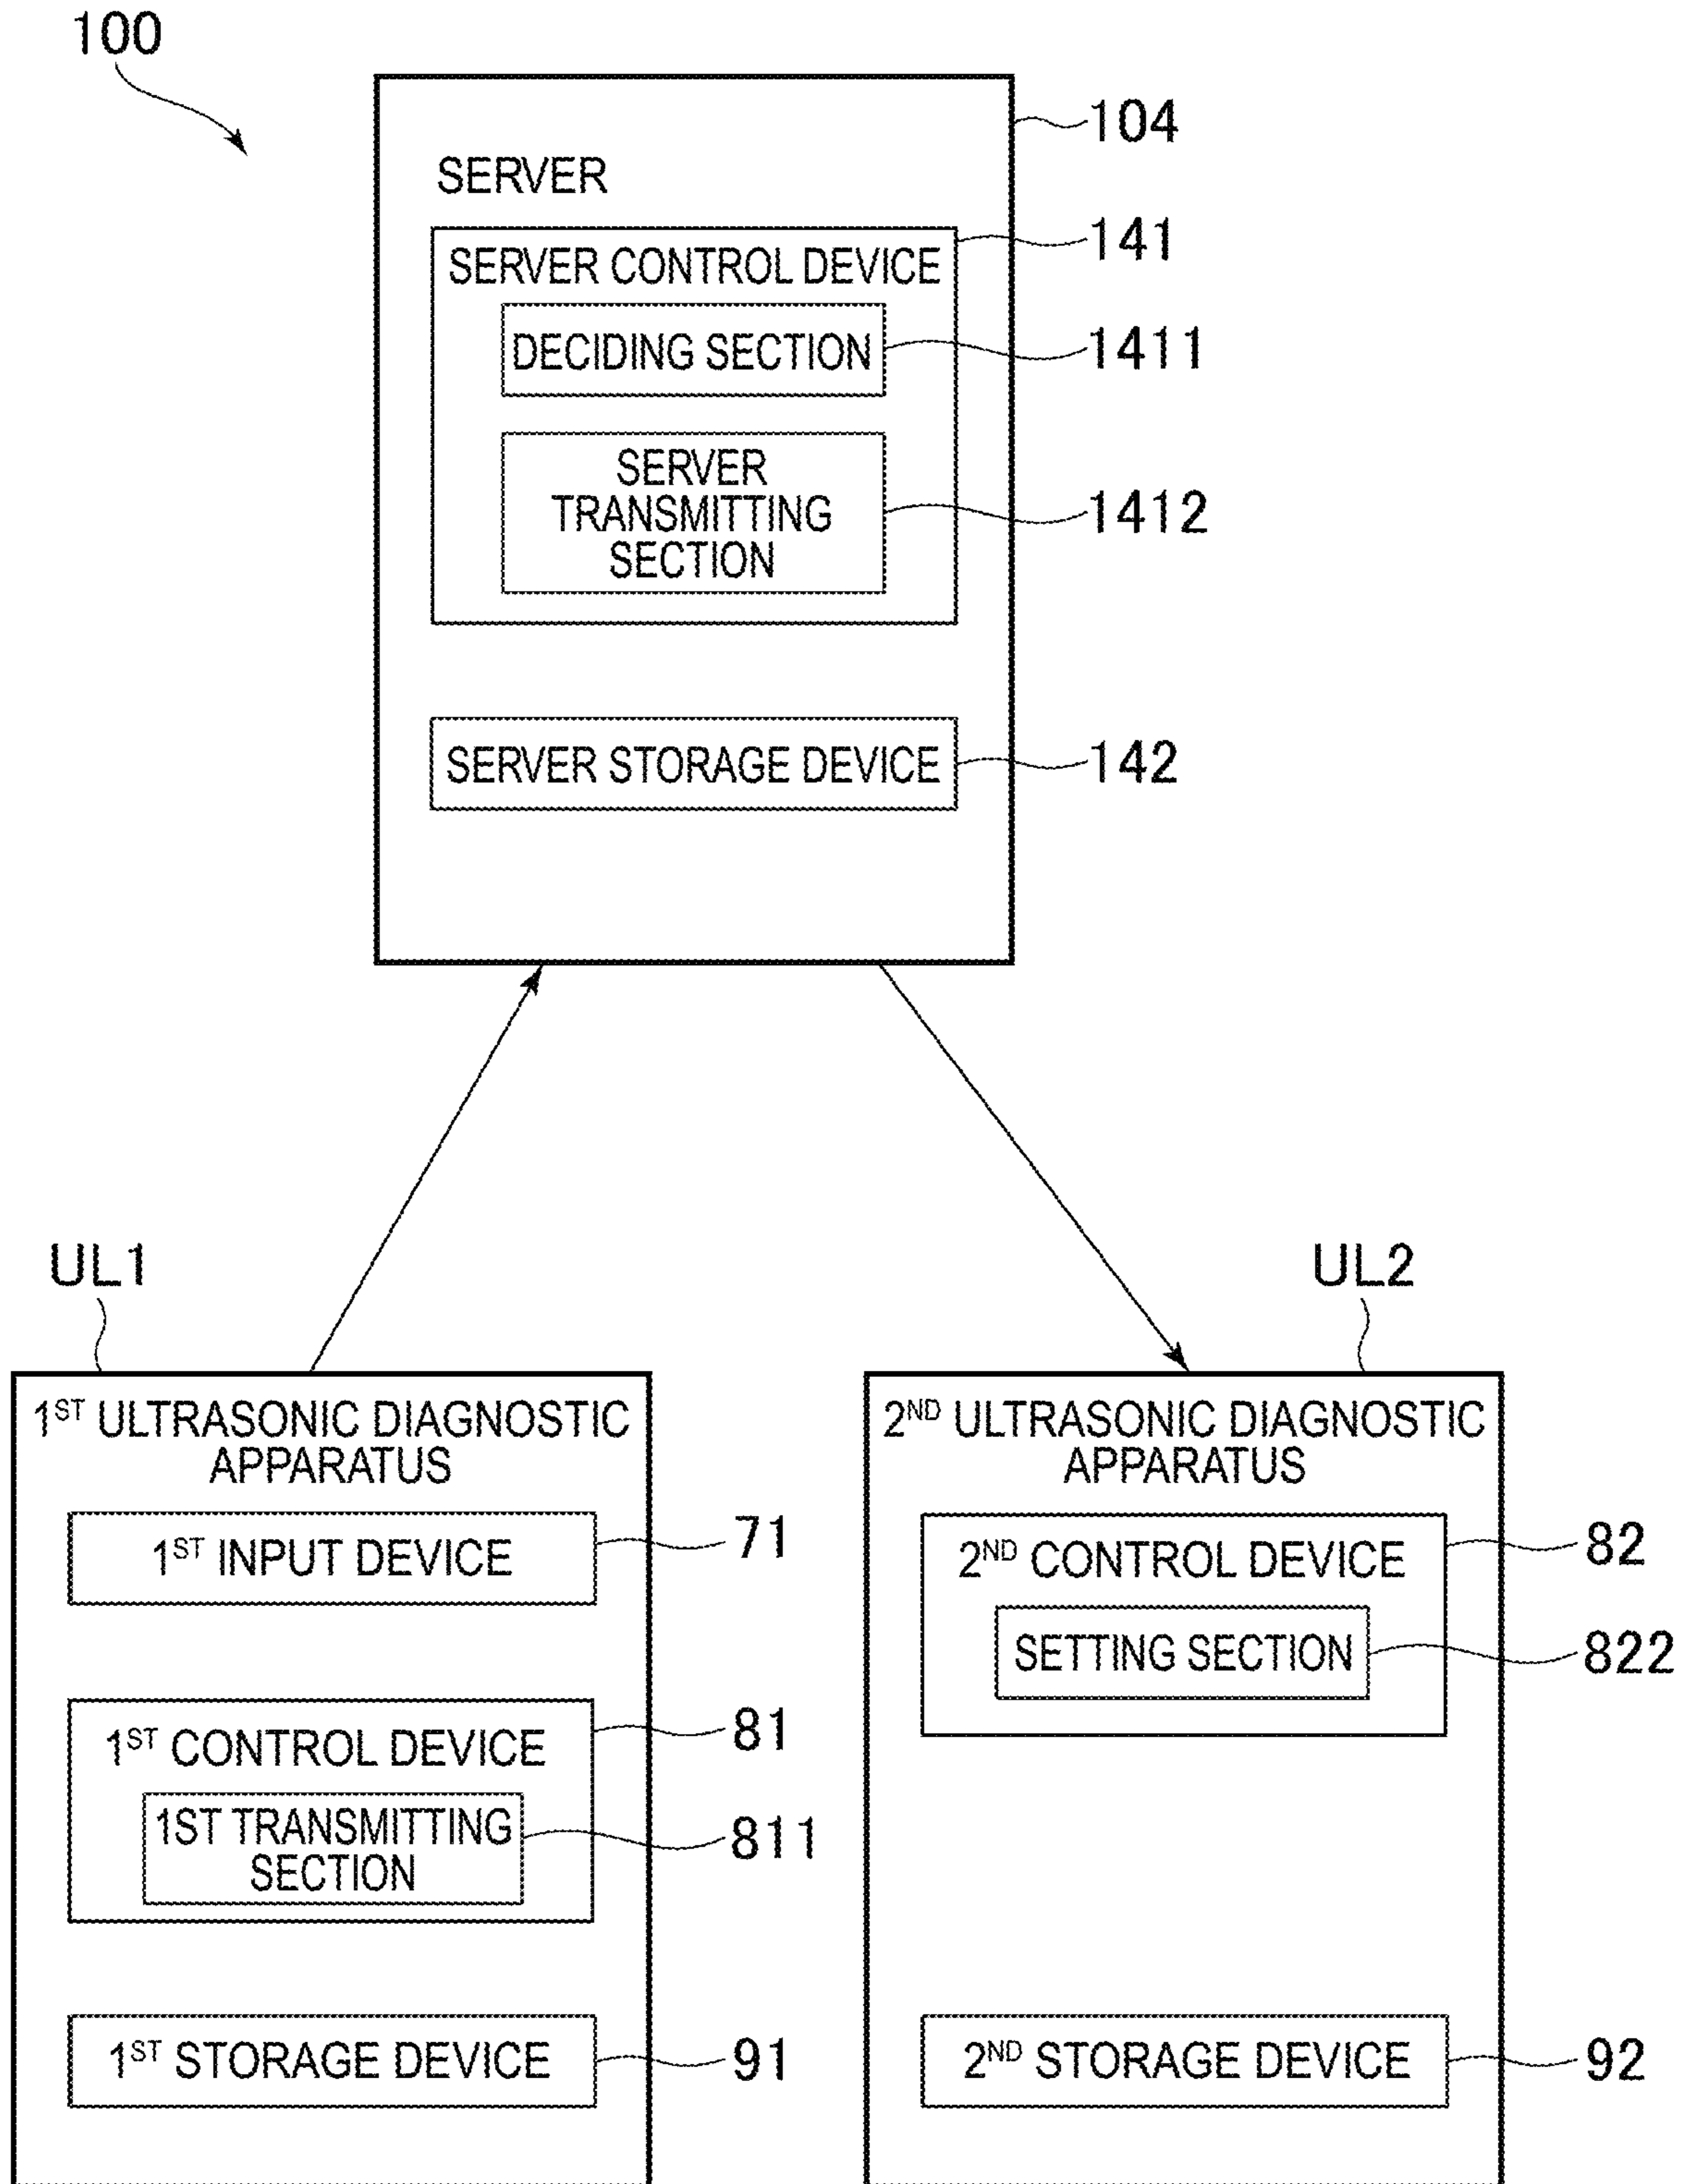 100
104
SERVER
141
SERVER CONTROL DEVICE
DECIDING SECTION
1411
SERVER
TRANSMITTING
SECTION
1412
SERVER STORAGE DEVICE
142
UL1
UL2
1ST ULTRASONIC DIAGNOSTIC
APPARATUS
1ST INPUT DEVICE
71
1ST CONTROL DEVICE
81
1ST TRANSMITTING
SECTION
811
1ST STORAGE DEVICE
91
2ND ULTRASONIC DIAGNOSTIC
APPARATUS
2ND CONTROL DEVICE
82
SETTING SECTION
822
2ND STORAGE DEVICE
92